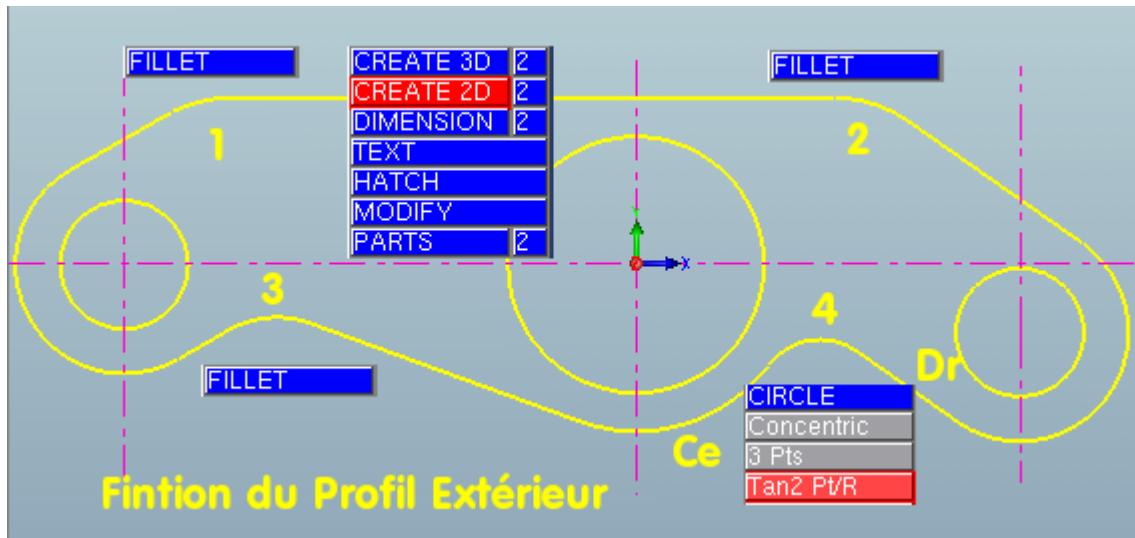 FILLET
CREATE 3D 2
CREATE 2D 2
DIMENSION 2
TEXT
HATCH
MODIFY
PARTS 2
FILLET
1
2
Y
X
3
4
FILLET
Dr
CIRCLE
Concentric
3 Pts
Tan2 Pt/R
Ce
Fintion du Profil Extérieur